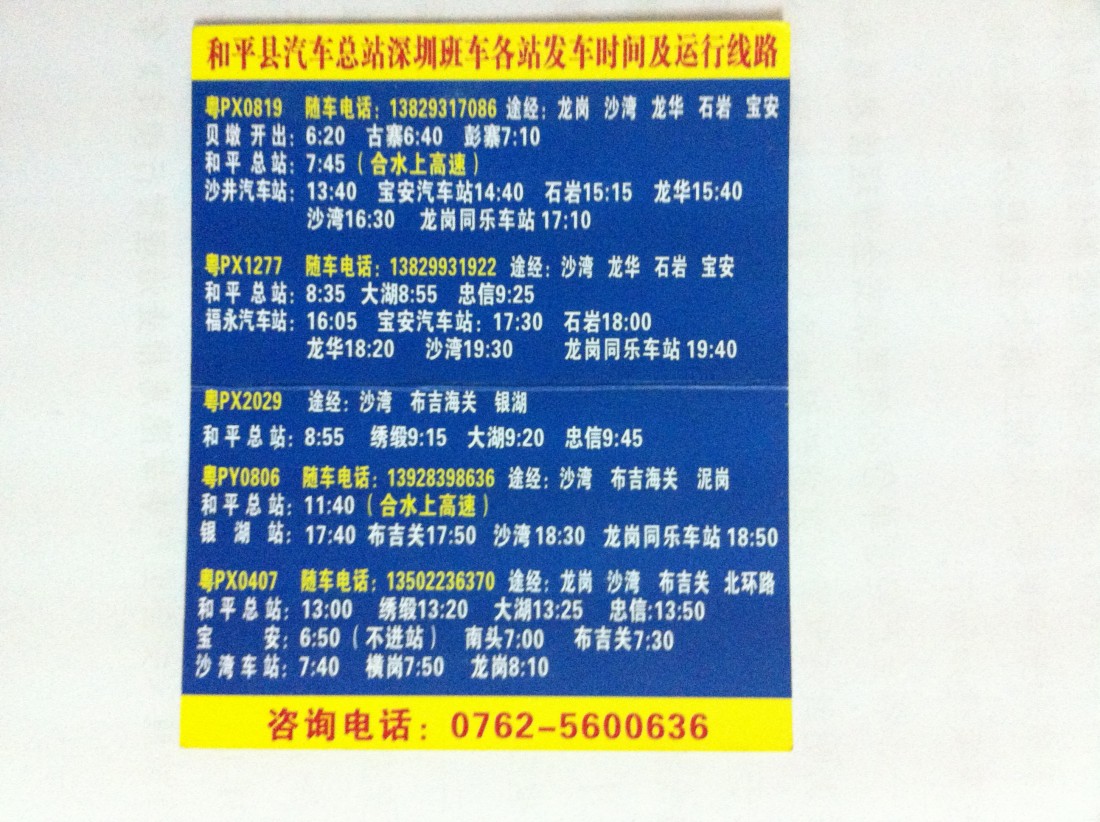 和平县汽车总站深圳班车各站发车时间及运行线路
粤PX0819 随车电话：13829317086 途经：龙岗 沙湾 龙华 石岩 宝安
贝墩 开出：6:20 古寨6:40 彭寨7:10
和平总站：7:45（合水上高速）
沙井汽车站：13:40 宝安汽车站14:40 石岩15:15 龙华15:40
沙湾16:30 龙岗同乐车站 17:10
粤PX1277 随车电话：13829931922 途经：沙湾 龙华 石岩 宝安
和平总站：8:35 大湖8:55 忠信9:25
福永汽车站：16:05 宝安汽车站：17:30 石岩18:00
龙华18:20 沙湾19:30 龙岗同乐车站 19:40
粤PX2029 途经：沙湾 布吉海关 银湖
和平总站：8:55 绣缎9:15 大湖9:20 忠信9:45
粤PY0806 随车电话：13928398636 途经：沙湾 布吉海关 泥岗
和平总站：11:40（合水上高速）
银湖站：17:40 布吉关17:50 沙湾18:30 龙岗同乐车站 18:50
粤PX0407 随车电话：13502236370 途经：龙岗 沙湾 布吉关 北环路
和平总站：13:00 绣缎13:20 大湖13:25 忠信:13:50
宝安：6:50（不进站） 南头7:00 布吉关7:30
沙湾车站：7:40 横岗7:50 龙岗8:10
咨询电话：0762-5600636